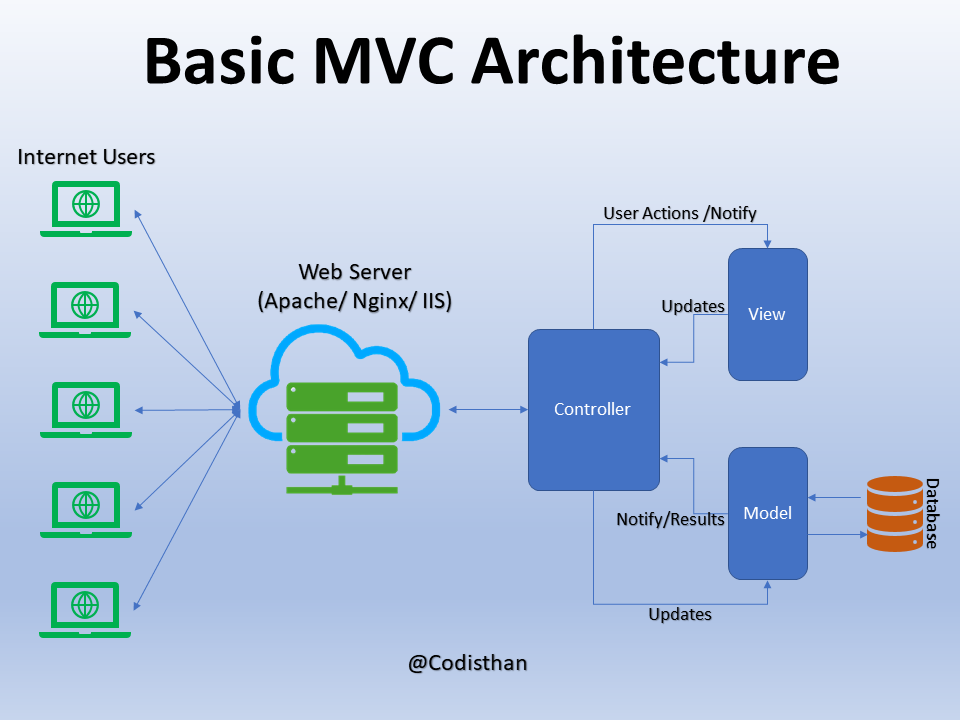 Basic MVC Architecture
Internet Users
Web Server
(Apache/ Nginx/ IIS)
User Actions /Notify
Updates
View
Controller
Notify/Results
Model
Database
Updates
@Codisthan